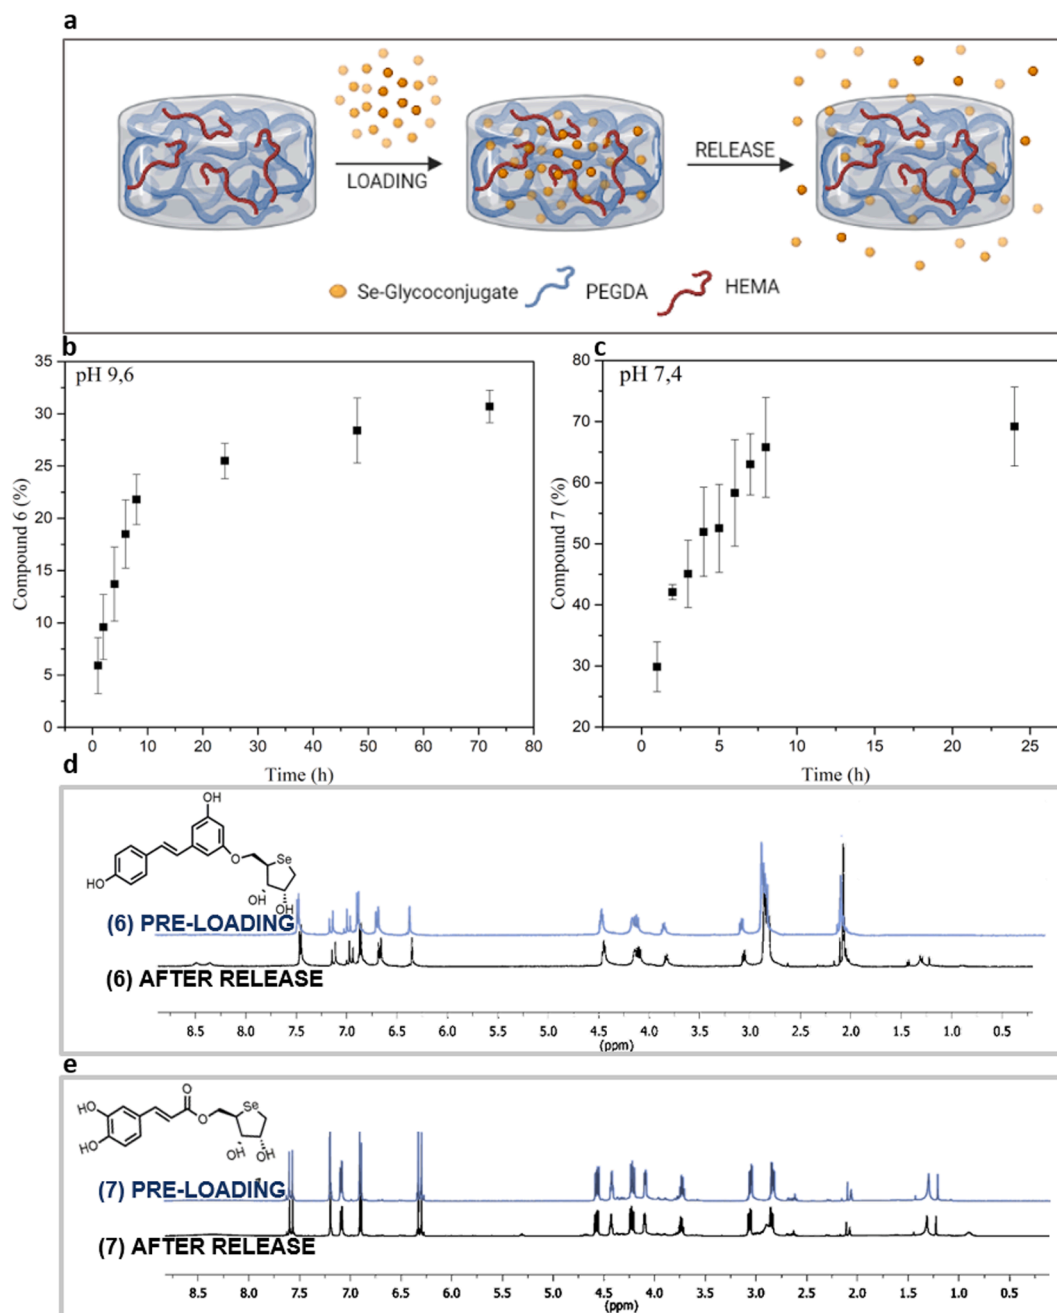 a
LOADING
RELEASE
Se-Glycoconjugate
PEGDA
HEMA
b
pH 9,6
35
30
25
20
15
10
5
0
Compound 6 (%)
0 10 20 30 40 50 60 70 80
Time (h)
c
pH 7,4
80
70
60
50
40
30
20
Compound 7 (%)
0 5 10 15 20 25
Time (h)
d
OH
HO
O
Se
OH
OH
(6) PRE-LOADING
(6) AFTER RELEASE
8.5 7.5 7.0 6.5 5.5 5.0 4.5 4.0 3.5 3.0 2.5 2.0 1.5 1.0 0.5
(ppm)
e
HO
HO
O
O
Se
OH
OH
(7) PRE-LOADING
(7) AFTER RELEASE
8.5 8.0 7.5 7.0 6.5 5.5 5.0 4.5 4.0 3.5 3.0 2.5 2.0 1.5 1.0 0.5
(ppm)